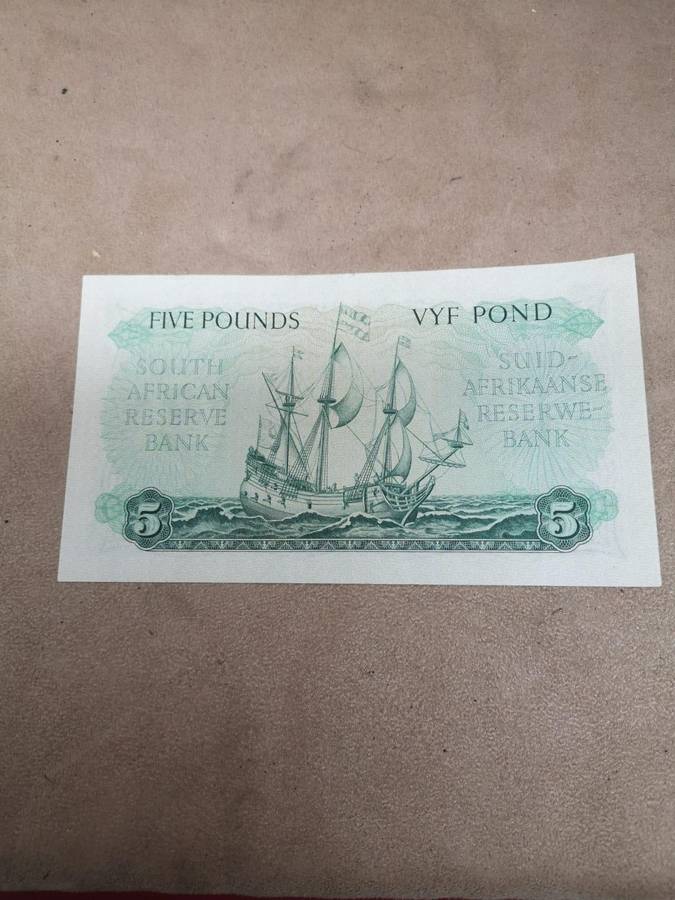 FIVE POUNDS
VYF POND
SOUTH
AFRICAN
RESERVE
BANK
SUID-
AFRIKAANSE
RESERWE-
BANK
5
5